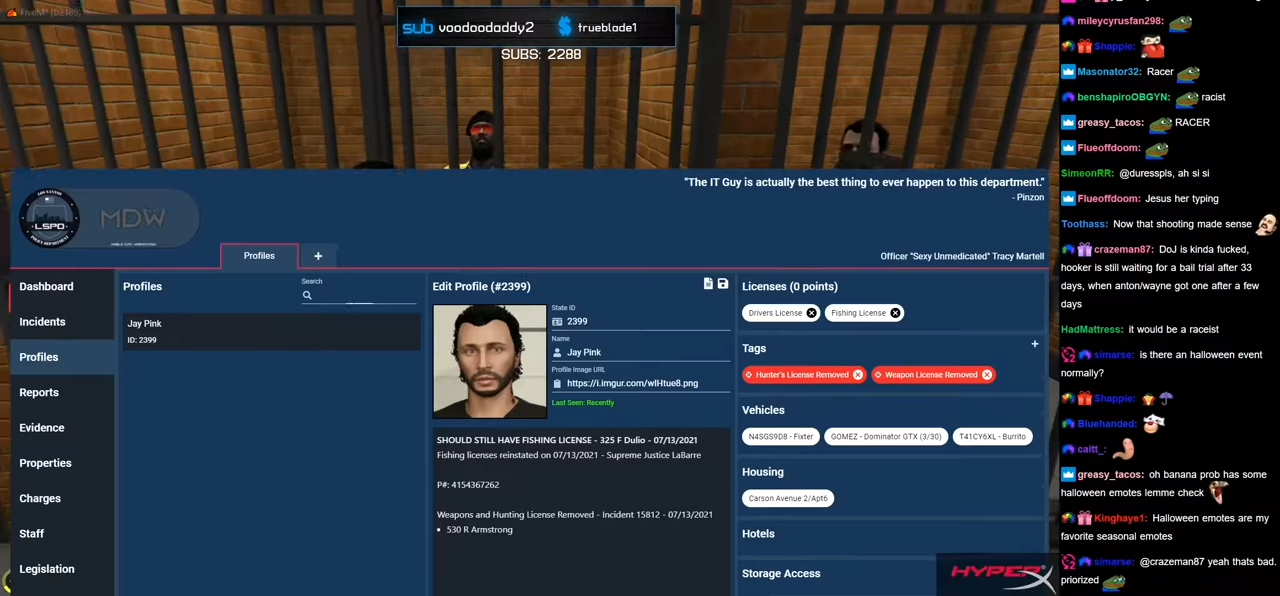 FiveM® (b2189)
sub voodoodaddy2 trueblade1
SUBS: 2288
"The IT Guy is actually the best thing to ever happen to this department."
- Pinzon
LSPD
MDW
Profiles
+
Officer "Sexy Unmedicated" Tracy Martell
Dashboard
Incidents
Profiles
Reports
Evidence
Properties
Charges
Staff
Legislation
Profiles
Search
Jay Pink
ID: 2399
Edit Profile (#2399)
State ID
2399
Name
Jay Pink
Profile Image URL
https://i.imgur.com/wlHtue8.png
Last Seen: Recently
SHOULD STILL HAVE FISHING LICENSE - 325 F Dulio - 07/13/2021
Fishing licenses reinstated on 07/13/2021 - Supreme Justice LaBarre
P#: 4154367262
Weapons and Hunting License Removed - Incident 15812 - 07/13/2021
• 530 R Armstrong
Licenses (0 points)
Drivers License
Fishing License
Tags
+
Hunter's License Removed
Weapon License Removed
Vehicles
N4SGS9D8 - Fixter
GOMEZ - Dominator GTX (3/30)
T41CY6XL - Burrito
Housing
Carson Avenue 2/Apt6
Hotels
Storage Access
HYPERX
mileycyrusfan298:
Shappie:
Masonator32: Racer
benshapiroOBGYN: racist
greasy_tacos: RACER
Flueoffdoom:
SimeonRR: @duresspls, ah si si
Flueoffdoom: Jesus her typing
Toothass: Now that shooting made sense
crazeman87: DoJ is kinda fucked,
hooker is still waiting for a bail trial after 33
days, when anton/wayne got one after a few
days
HadMattress: it would be a raceist
simarse: is there an halloween event
normally?
Shappie:
Bluehanded:
caitt_:
greasy_tacos: oh banana prob has some
halloween emotes lemme check
Kinghaye1: Halloween emotes are my
favorite seasonal emotes
simarse: @crazeman87 yeah thats bad.
priorized